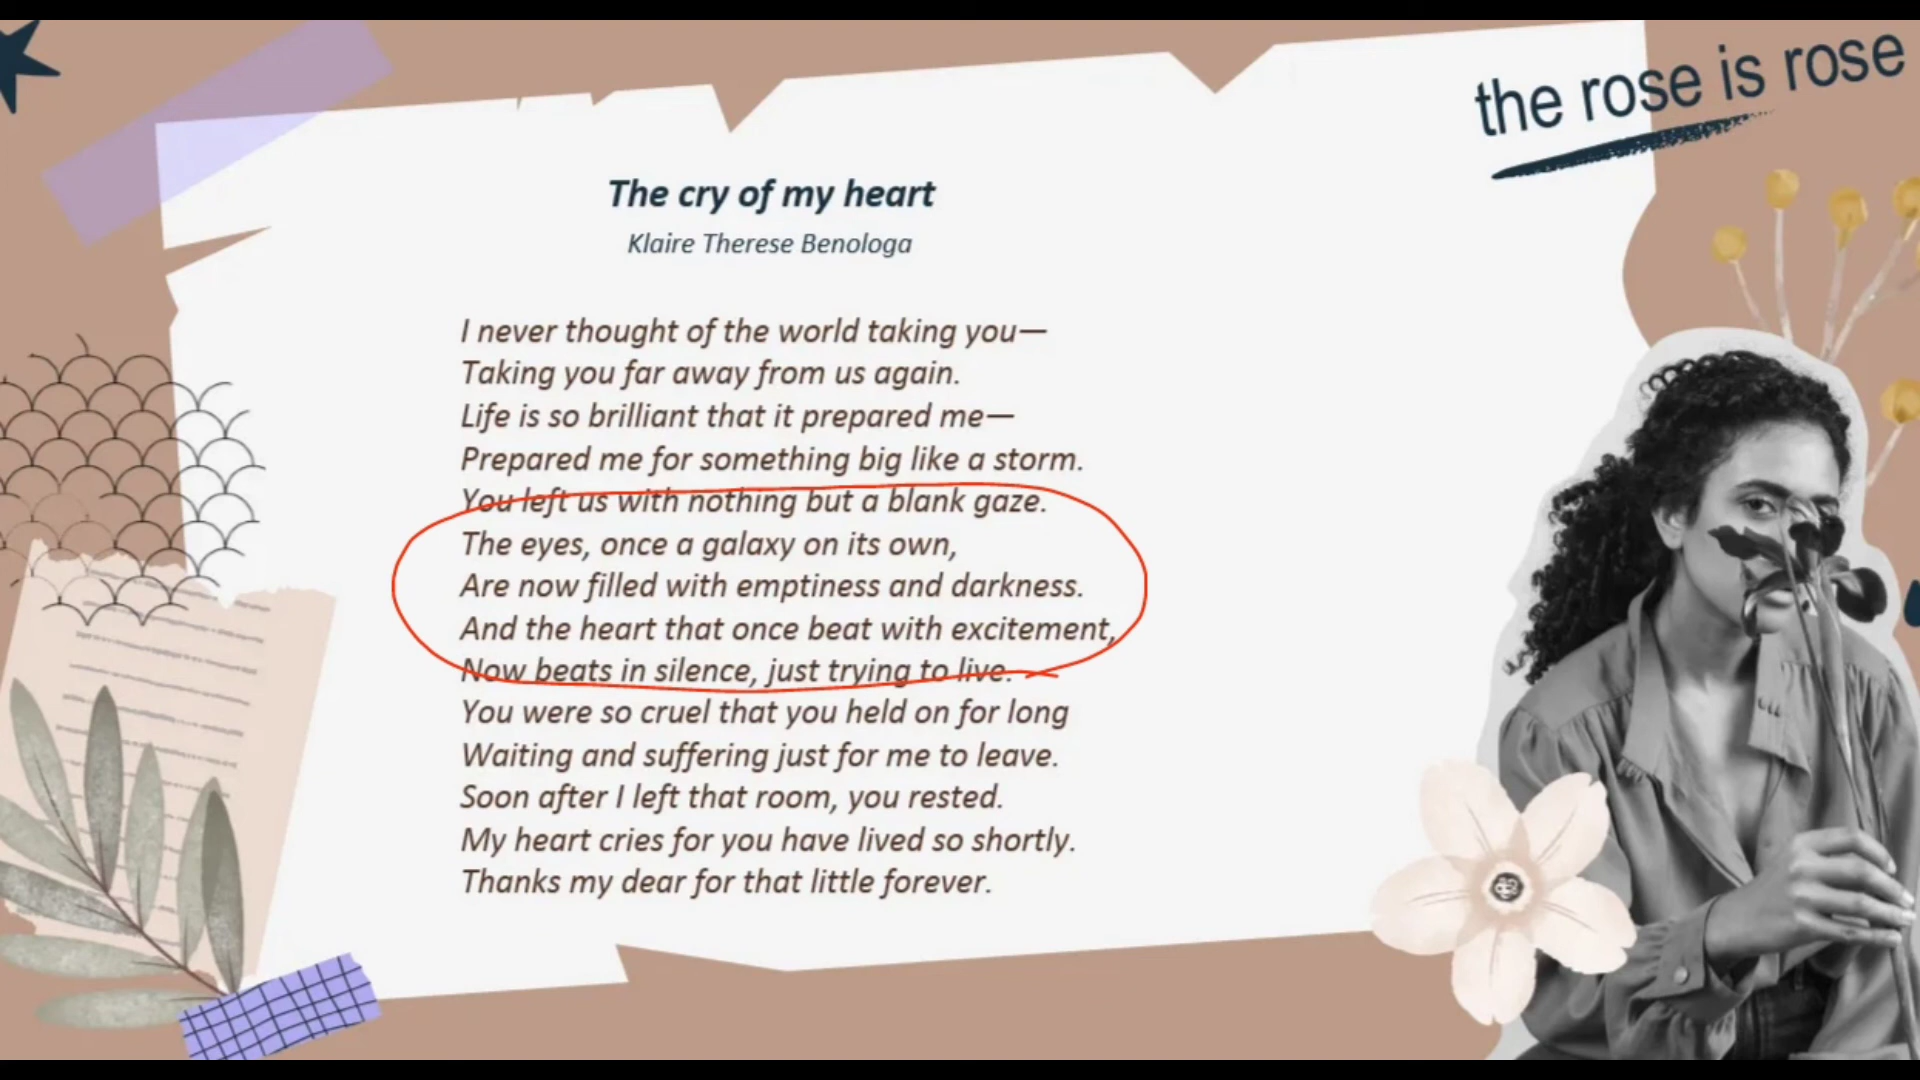 the rose is rose
The cry of my heart
Klaire Therese Benologa
I never thought of the world taking you—
Taking you far away from us again.
Life is so brilliant that it prepared me—
Prepared me for something big like a storm.
You left us with nothing but a blank gaze.
The eyes, once a galaxy on its own,
Are now filled with emptiness and darkness.
And the heart that once beat with excitement,
Now beats in silence, just trying to live.
You were so cruel that you held on for long
Waiting and suffering just for me to leave.
Soon after I left that room, you rested.
My heart cries for you have lived so shortly.
Thanks my dear for that little forever.